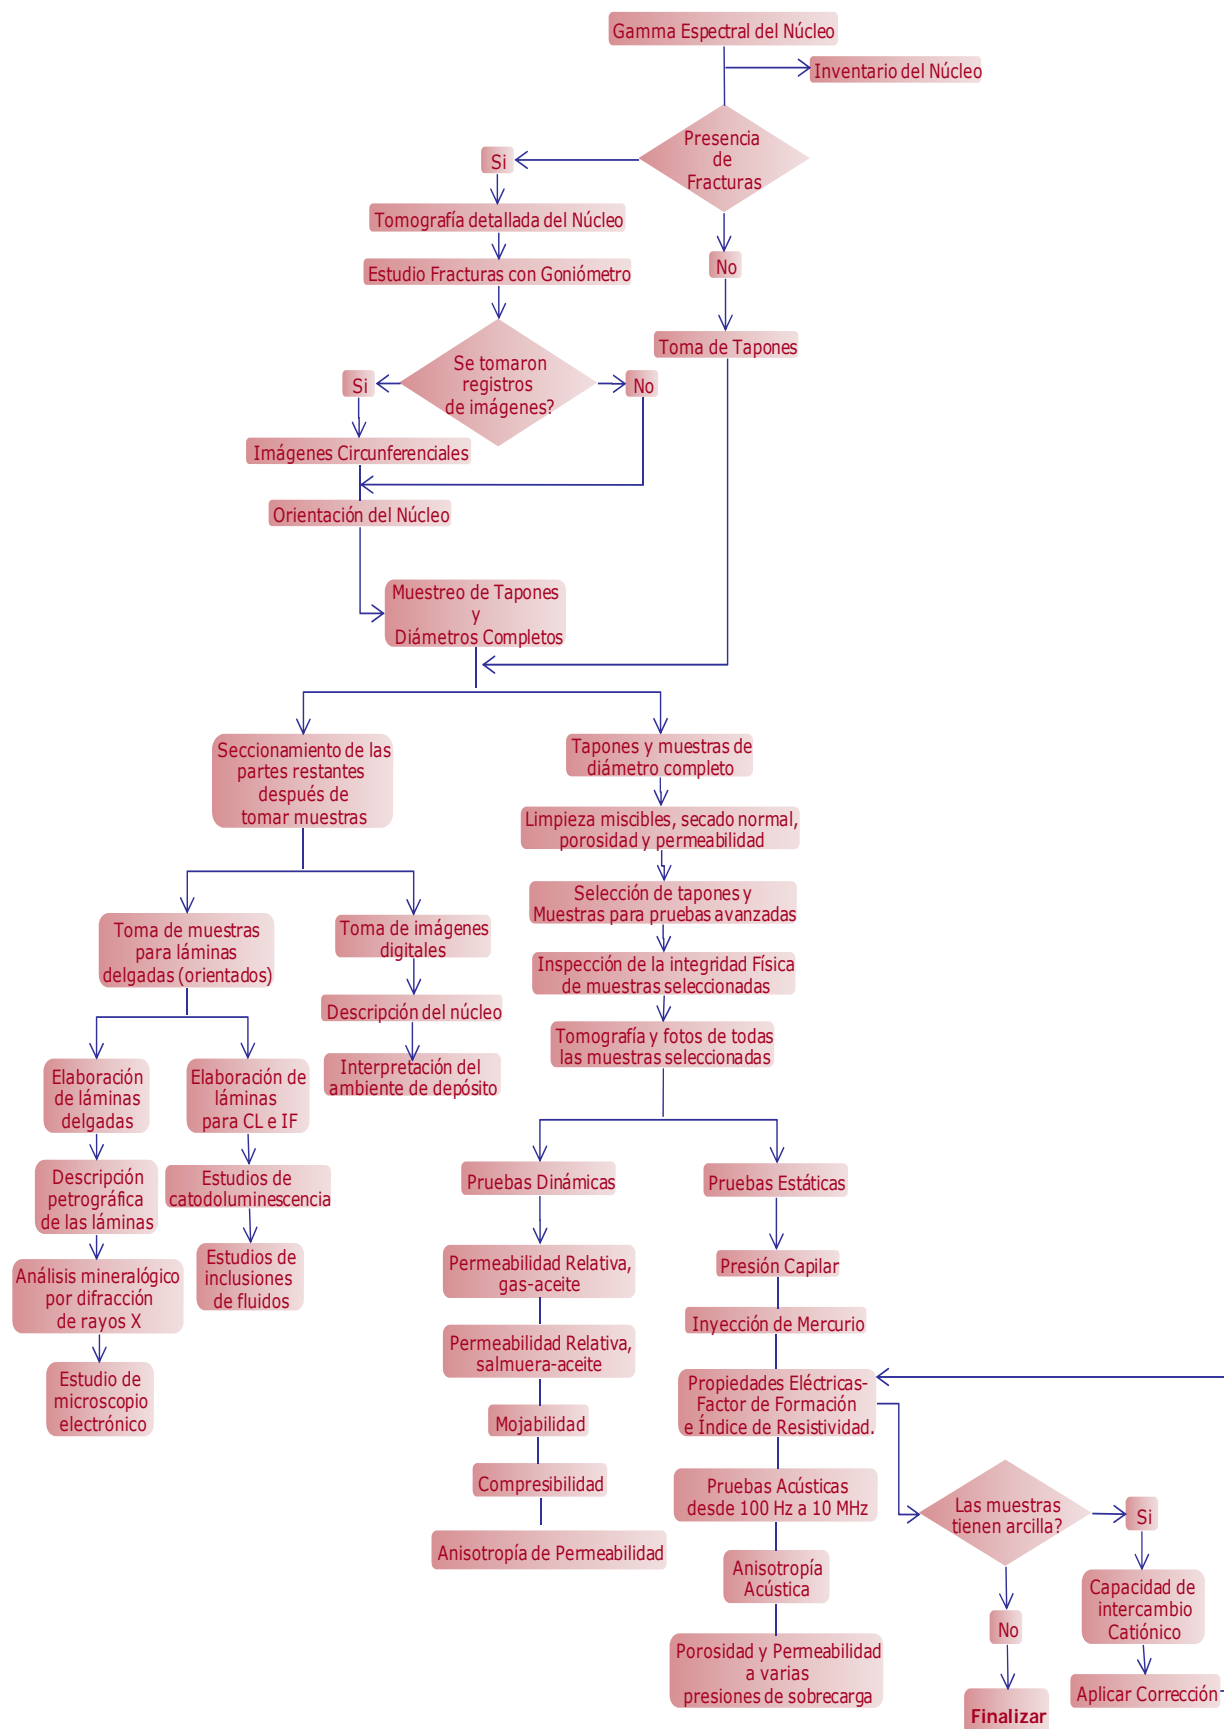 Gamma Espectral del Núcleo
Inventario del Núcleo
Presencia
de
Fracturas
Si
Tomografía detallada del Núcleo
Estudio Fracturas con Goniómetro
No
Toma de Tapones
Se tomaron
registros
de imágenes?
Si
No
Imágenes Circunferenciales
Orientación del Núcleo
Muestreo de Tapones
y
Diámetros Completos
Seccionamiento de las
partes restantes
después de
tomar muestras
Tapones y muestras de
diámetro completo
Limpieza miscibles, secado normal,
porosidad y permeabilidad
Selección de tapones y
Muestras para pruebas avanzadas
Inspección de la integridad Física
de muestras seleccionadas
Tomografía y fotos de todas
las muestras seleccionadas
Toma de muestras
para láminas
delgadas (orientados)
Toma de imágenes
digitales
Descripción del núcleo
Interpretación del
ambiente de depósito
Elaboración
de láminas
delgadas
Elaboración de
láminas
para CL e IF
Descripción
petrográfica
de las láminas
Estudios de
catodoluminescencia
Análisis mineralógico
por difracción
de rayos X
Estudios de
inclusiones
de fluidos
Estudio de
microscopio
electrónico
Pruebas Dinámicas
Pruebas Estáticas
Permeabilidad Relativa,
gas-aceite
Permeabilidad Relativa,
salmuera-aceite
Mojabilidad
Compresibilidad
Anisotropía de Permeabilidad
Presión Capilar
Inyección de Mercurio
Propiedades Eléctricas-
Factor de Formación
e Índice de Resistividad.
Pruebas Acústicas
desde 100 Hz a 10 MHz
Anisotropía
Acústica
Porosidad y Permeabilidad
a varias
presiones de sobrecarga
Las muestras
tienen arcilla?
Si
Capacidad de
intercambio
Catiónico
Aplicar Corrección
No
Finalizar